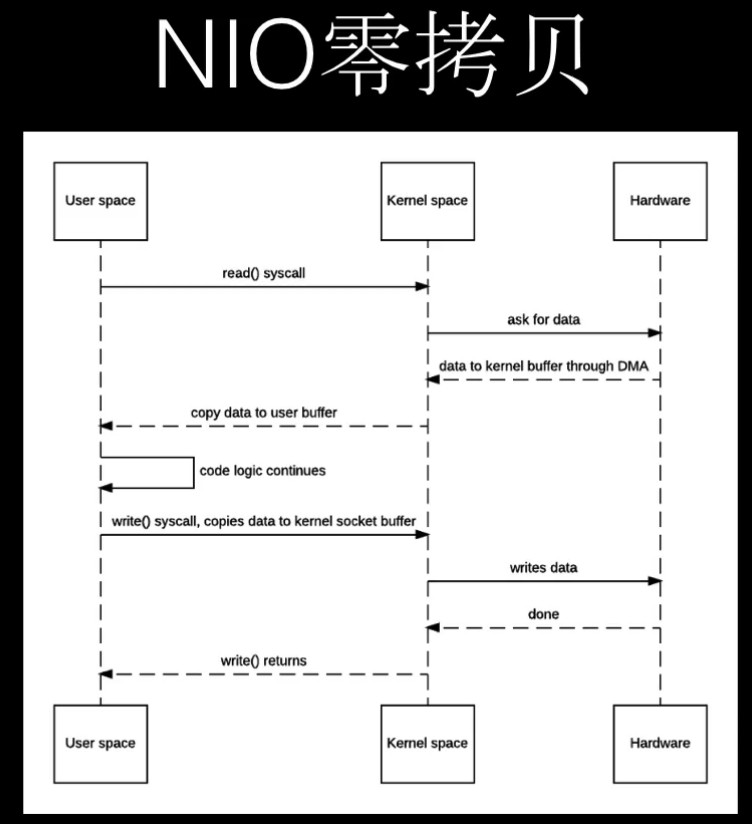 NIO零拷贝
User space
Kernel space
Hardware
read() syscall
ask for data
data to kernel buffer through DMA
copy data to user buffer
code logic continues
write() syscall, copies data to kernel socket buffer
writes data
done
write() returns
User space
Kernel space
Hardware